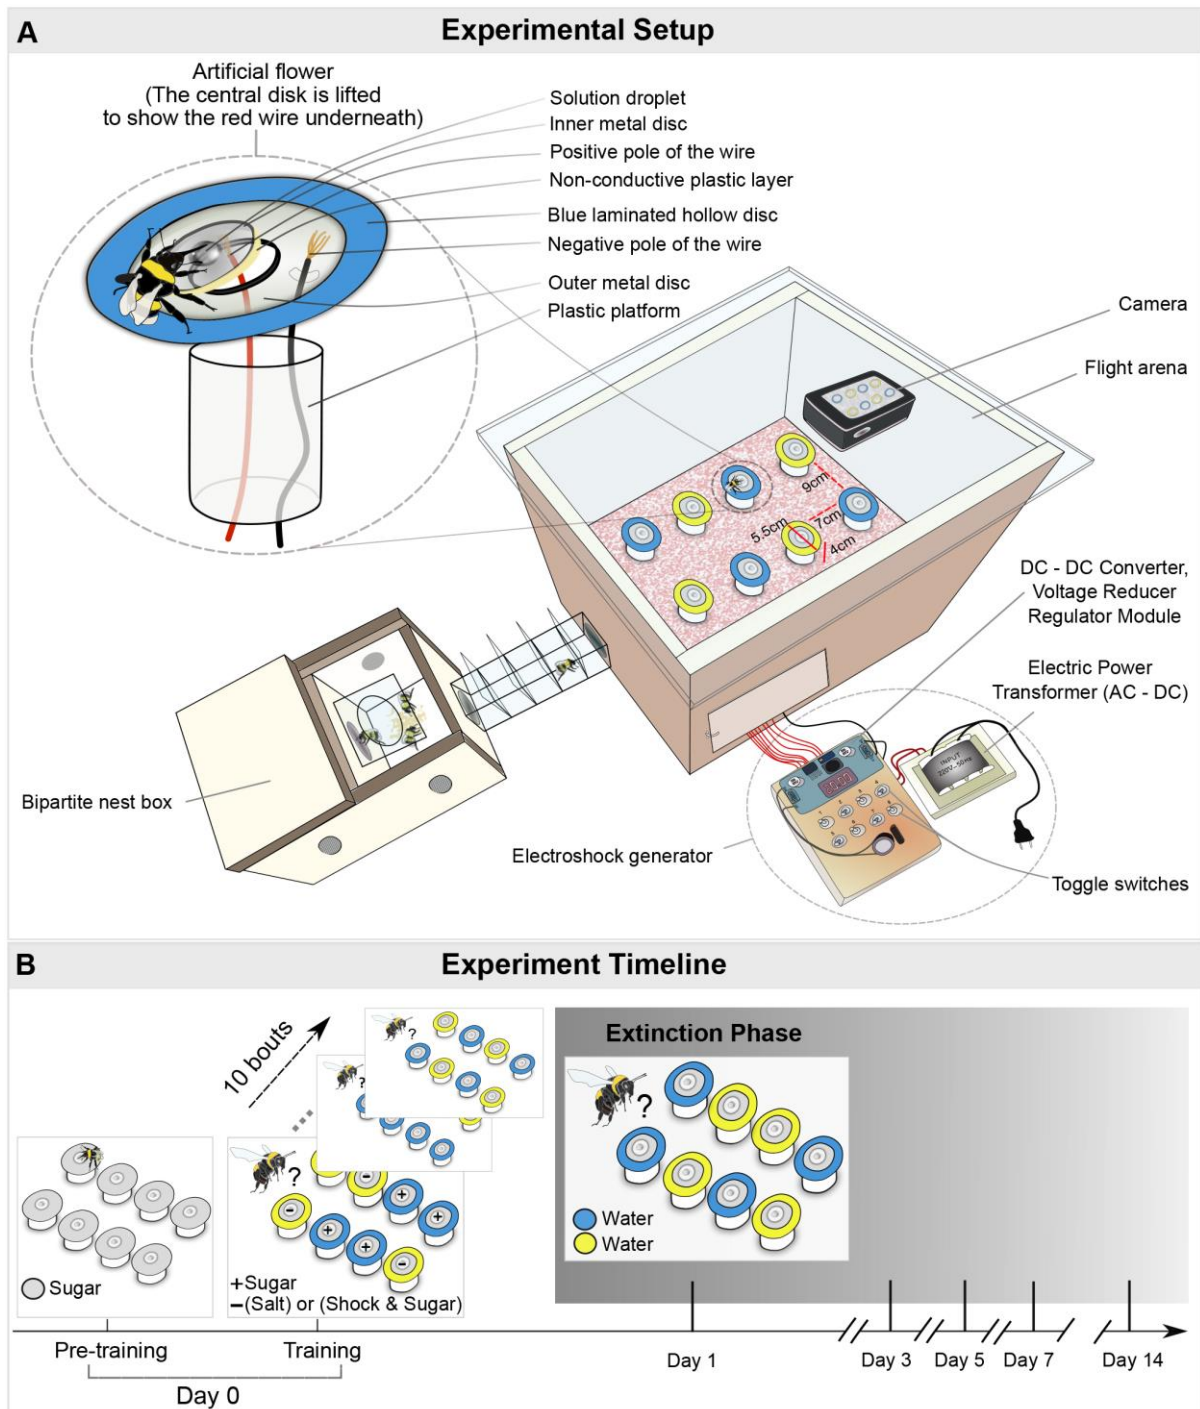 A
Experimental Setup
Artificial flower
(The central disk is lifted
to show the red wire underneath)
Solution droplet
Inner metal disc
Positive pole of the wire
Non-conductive plastic layer
Blue laminated hollow disc
Negative pole of the wire
Outer metal disc
Plastic platform
Camera
Flight arena
9cm
7cm
5.5cm
4cm
DC - DC Converter,
Voltage Reducer
Regulator Module
Electric Power
Transformer (AC - DC)
INPUT
220V~50Hz
Bipartite nest box
Electroshock generator
Toggle switches
B
Experiment Timeline
10 bouts
?
?
?
Extinction Phase
?
Water
Water
Sugar
+Sugar
-(Salt) or (Shock & Sugar)
Pre-training
Training
Day 0
Day 1
Day 3
Day 5
Day 7
Day 14